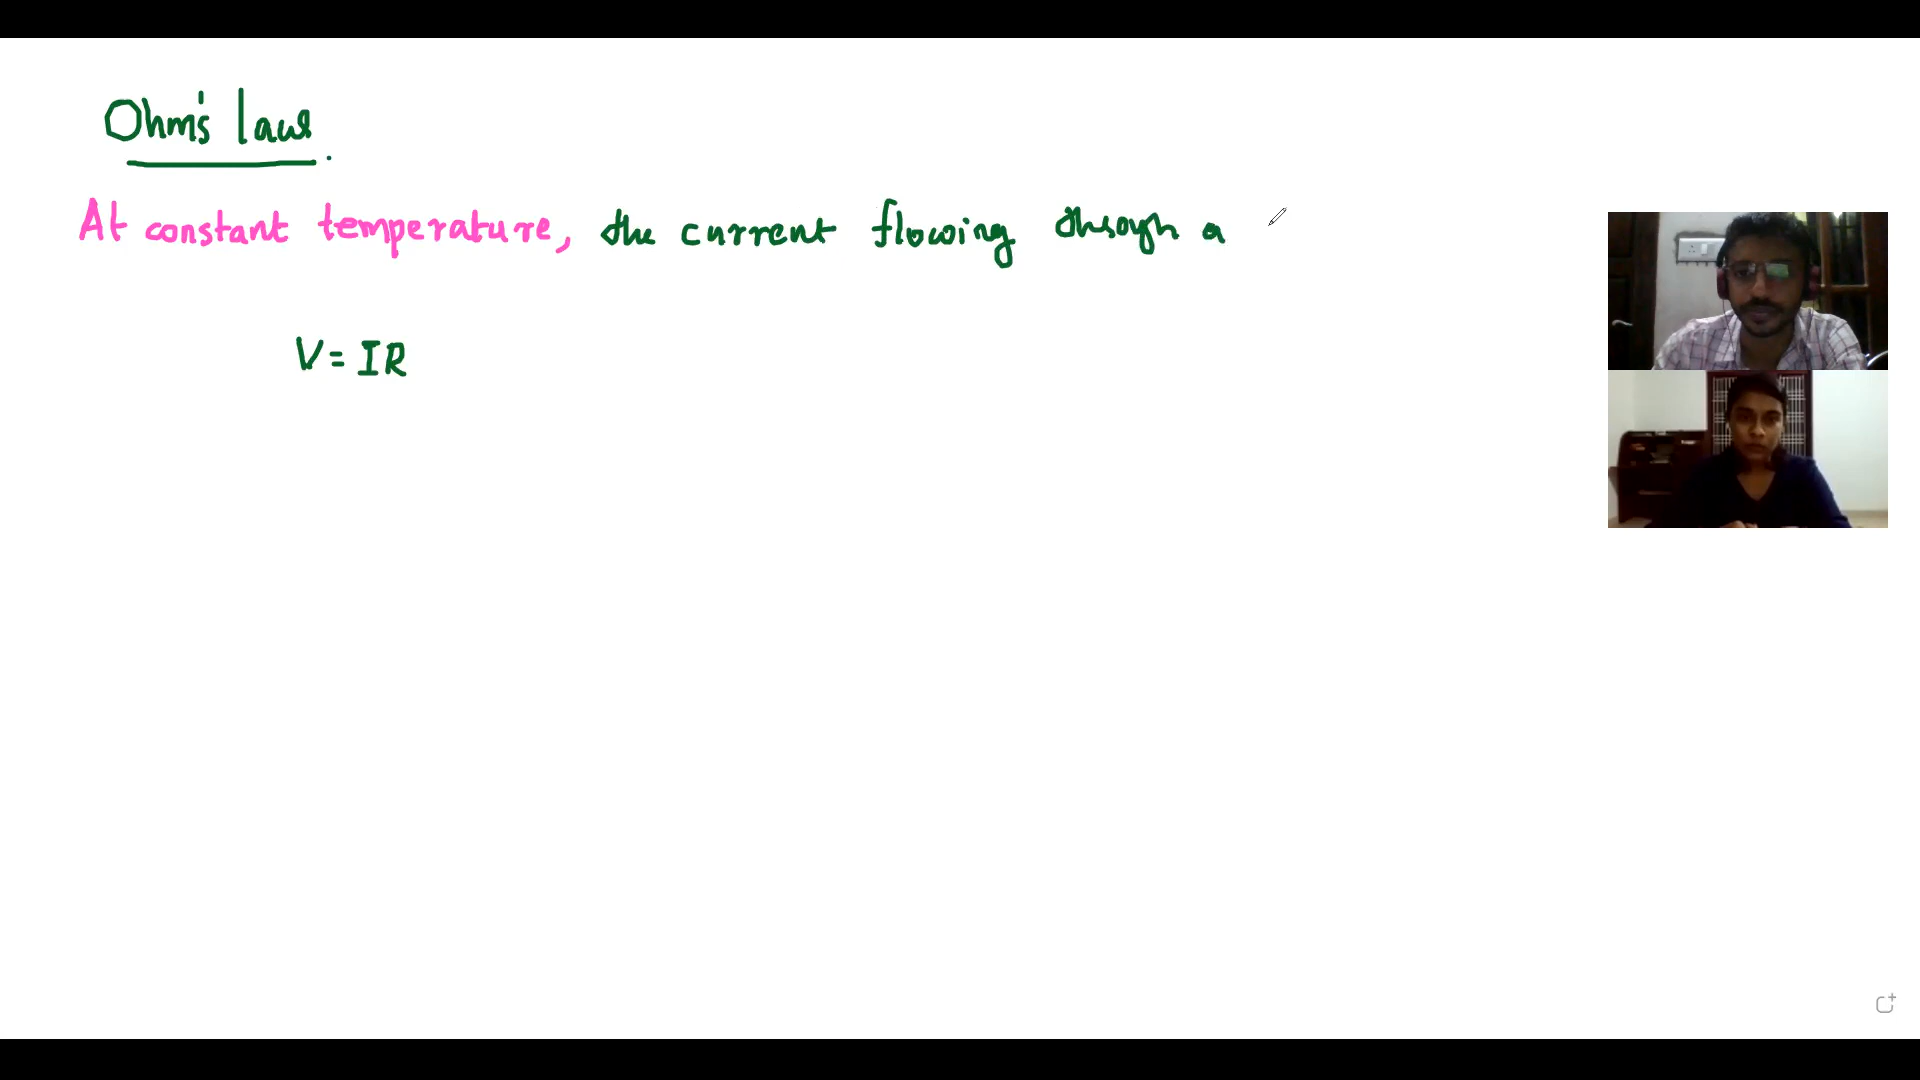 Ohm's law.
At constant temperature, the current flowing through a
V = IR